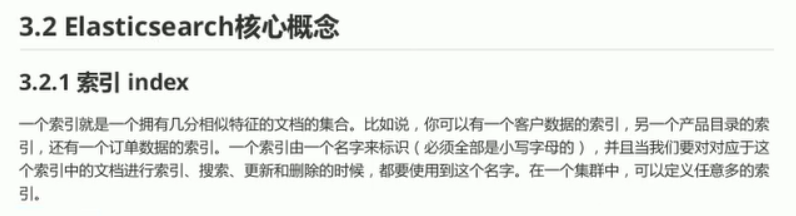 3.2 Elasticsearch核心概念
3.2.1 索引 index
一个索引就是一个拥有几分相似特征的文档的集合。比如说，你可以有一个客户数据的索引，另一个产品目录的索
引，还有一个订单数据的索引。一个索引由一个名字来标识（必须全部是小写字母的），并且当我们要对对应于这
个索引中的文档进行索引、搜索、更新和删除的时候，都要使用到这个名字。在一个集群中，可以定义任意多的索
引。